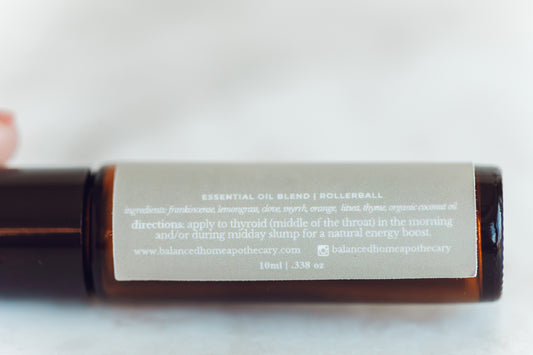 ESSENTIAL OIL BLEND | ROLLERBALL
ingredients: frankincense, lemongrass, clove, myrrh, orange, litsea, thyme, organic coconut oil
directions: apply to thyroid (middle of the throat) in the morning
and/or during midday slump for a natural energy boost.
www.balancedhomeapothecary.com balancedhomeapothecary
10ml | .338 oz